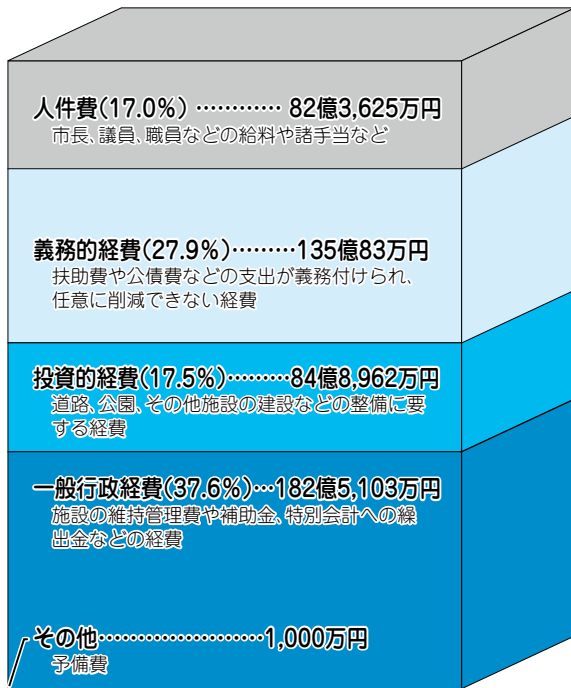 人件費(17.0%) ………… 82億3,625万円
市長、議員、職員などの給料や諸手当など
義務的経費(27.9%)………135億83万円
扶助費や公債費などの支出が義務付けられ、
任意に削減できない経費
投資的経費(17.5%)………84億8,962万円
道路、公園、その他施設の建設などの整備に要
する経費
一般行政経費(37.6%)…182億5,103万円
施設の維持管理費や補助金、特別会計への繰
出金などの経費
その他……………………1,000万円
予備費